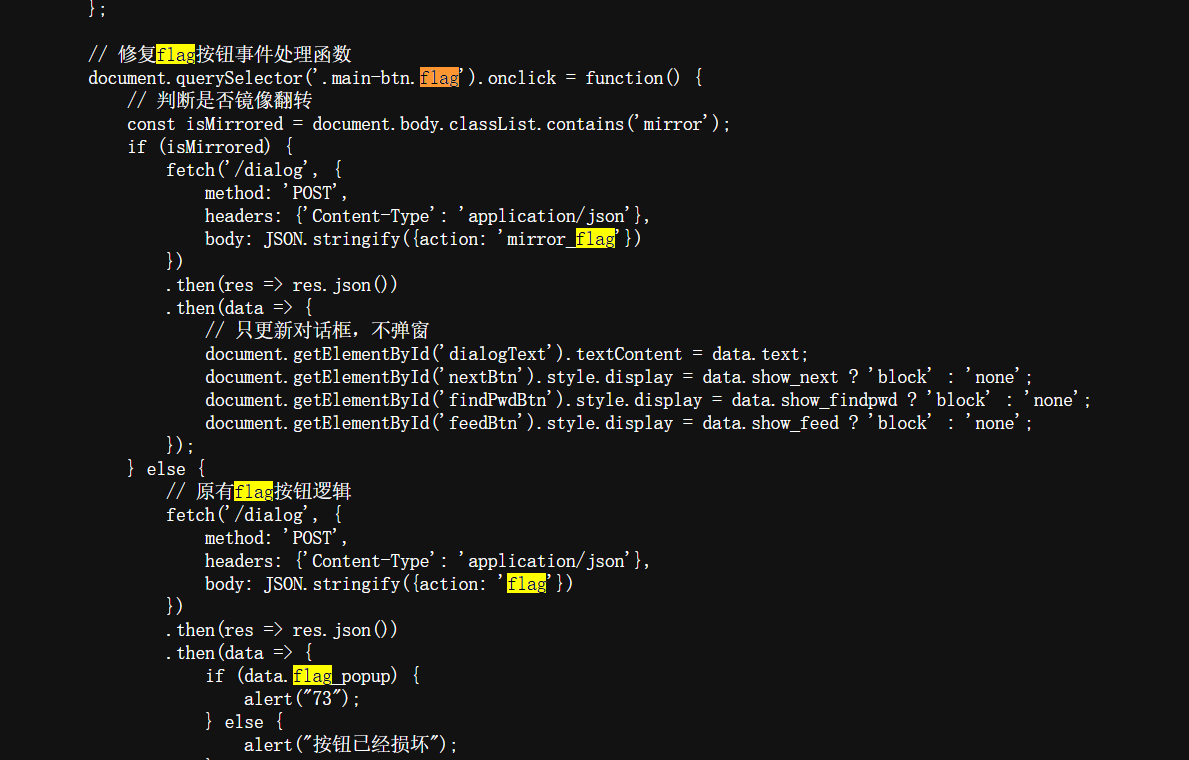 };
// 修复flag按钮事件处理函数
document.querySelector('.main-btn.flag').onclick = function() {
// 判断是否镜像翻转
const isMirrored = document.body.classList.contains('mirror');
if (isMirrored) {
fetch('/dialog', {
method: 'POST',
headers: {'Content-Type': 'application/json'},
body: JSON.stringify({action: 'mirror_flag'})
})
.then(res => res.json())
.then(data => {
// 只更新对话框，不弹窗
document.getElementById('dialogText').textContent = data.text;
document.getElementById('nextBtn').style.display = data.show_next ? 'block' : 'none';
document.getElementById('findPwdBtn').style.display = data.show_findpwd ? 'block' : 'none';
document.getElementById('feedBtn').style.display = data.show_feed ? 'block' : 'none';
});
} else {
// 原有flag按钮逻辑
fetch('/dialog', {
method: 'POST',
headers: {'Content-Type': 'application/json'},
body: JSON.stringify({action: 'flag'})
})
.then(res => res.json())
.then(data => {
if (data.flag_popup) {
alert("73");
} else {
alert("按钮已经损坏");